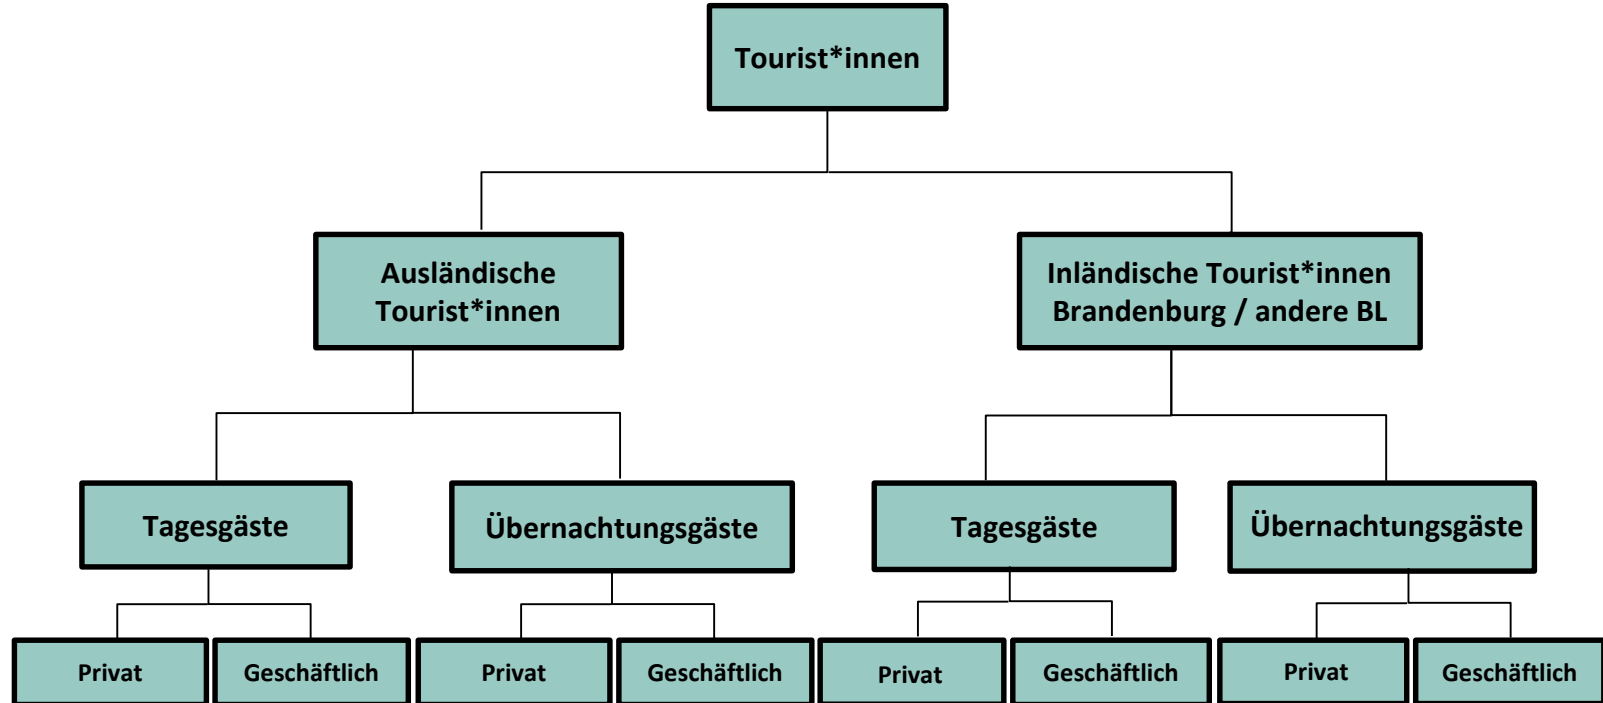 Tourist*innen
Ausländische
Tourist*innen
Inländische Tourist*innen
Brandenburg / andere BL
Tagesgäste
Übernachtungsgäste
Tagesgäste
Übernachtungsgäste
Privat
Geschäftlich
Privat
Geschäftlich
Privat
Geschäftlich
Privat
Geschäftlich